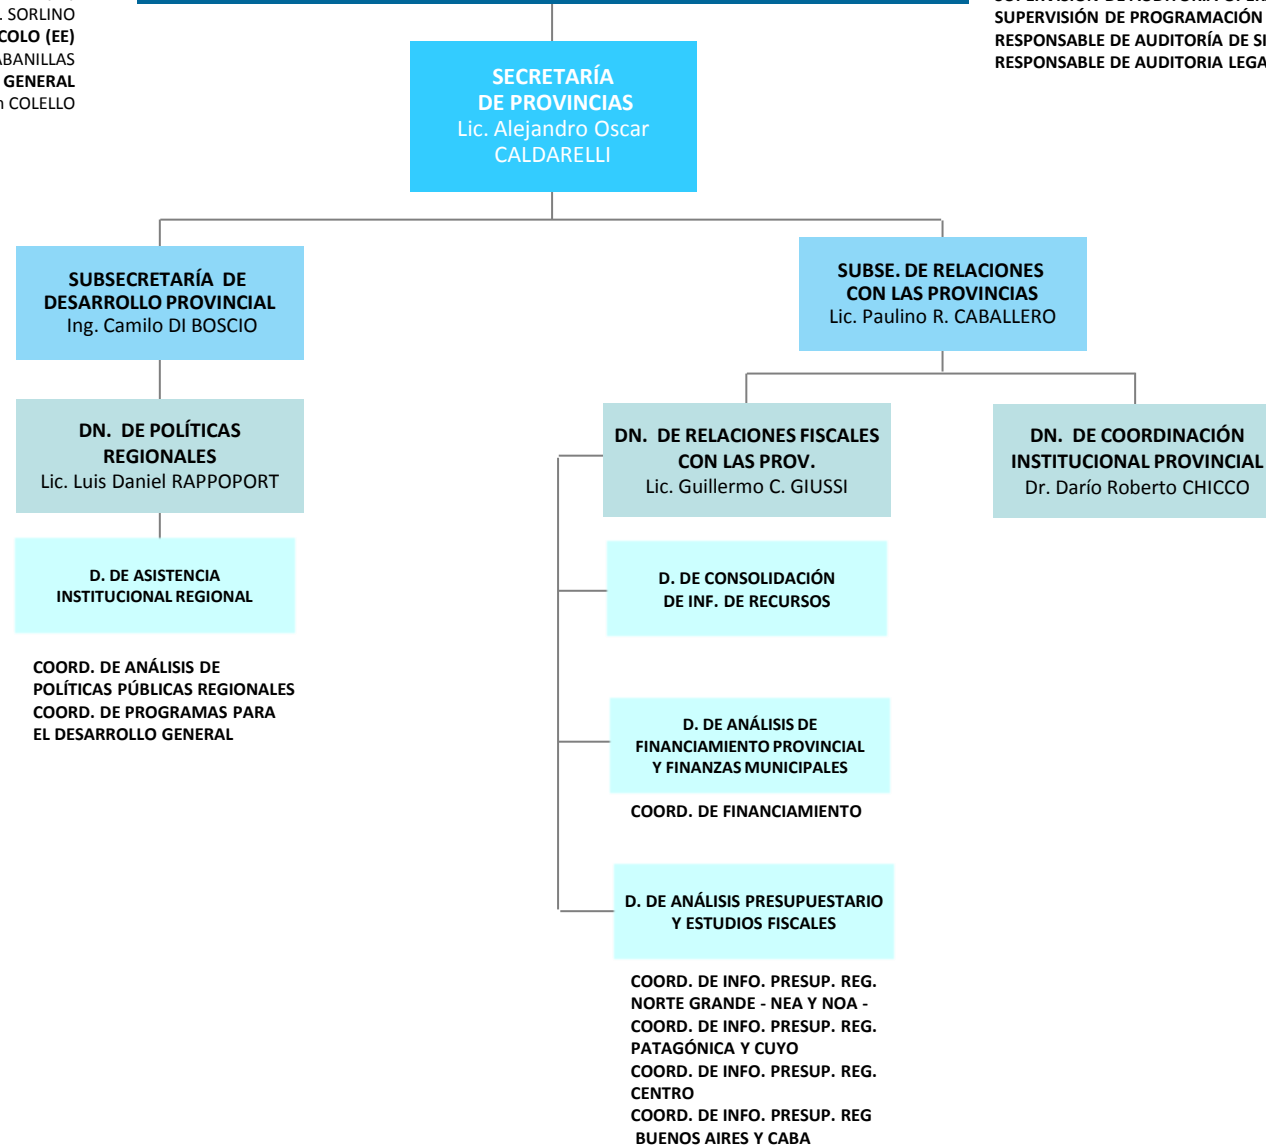 . SORLINO
COLO (EE)
ABANILLAS
GENERAL
COLELLO
SUPERVISIÓN DE PROGRAMACIÓN
RESPONSABLE DE AUDITORÍA DE SI
RESPONSABLE DE AUDITORIA LEGA
SECRETARÍA
DE PROVINCIAS
Lic. Alejandro Oscar
CALDARELLI
SUBSECRETARÍA DE
DESARROLLO PROVINCIAL
Ing. Camilo DI BOSCIO
SUBSE. DE RELACIONES
CON LAS PROVINCIAS
Lic. Paulino R. CABALLERO
DN. DE POLÍTICAS
REGIONALES
Lic. Luis Daniel RAPPOPORT
DN. DE RELACIONES FISCALES
CON LAS PROV.
Lic. Guillermo C. GIUSSI
DN. DE COORDINACIÓN
INSTITUCIONAL PROVINCIAL
Dr. Darío Roberto CHICCO
D. DE ASISTENCIA
INSTITUCIONAL REGIONAL
COORD. DE ANÁLISIS DE
POLÍTICAS PÚBLICAS REGIONALES
COORD. DE PROGRAMAS PARA
EL DESARROLLO GENERAL
D. DE CONSOLIDACIÓN
DE INF. DE RECURSOS
D. DE ANÁLISIS DE
FINANCIAMIENTO PROVINCIAL
Y FINANZAS MUNICIPALES
COORD. DE FINANCIAMIENTO
D. DE ANÁLISIS PRESUPUESTARIO
Y ESTUDIOS FISCALES
COORD. DE INFO. PRESUP. REG.
NORTE GRANDE - NEA Y NOA -
COORD. DE INFO. PRESUP. REG.
PATAGÓNICA Y CUYO
COORD. DE INFO. PRESUP. REG.
CENTRO
COORD. DE INFO. PRESUP. REG
BUENOS AIRES Y CABA